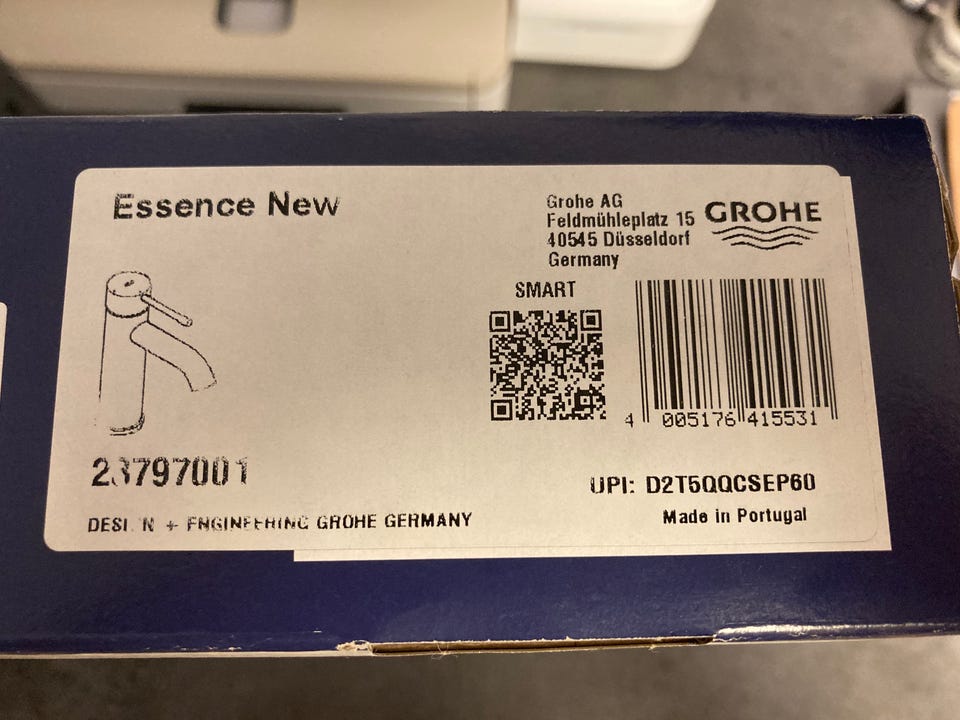 Essence New
Grohe AG
Feldmühleplatz 15
40545 Düsseldorf
Germany
GROHE
SMART
4 005176 415531
23797001
UPI: D2T5QQCSEP60
DESIGN + ENGINEERING GROHE GERMANY
Made in Portugal